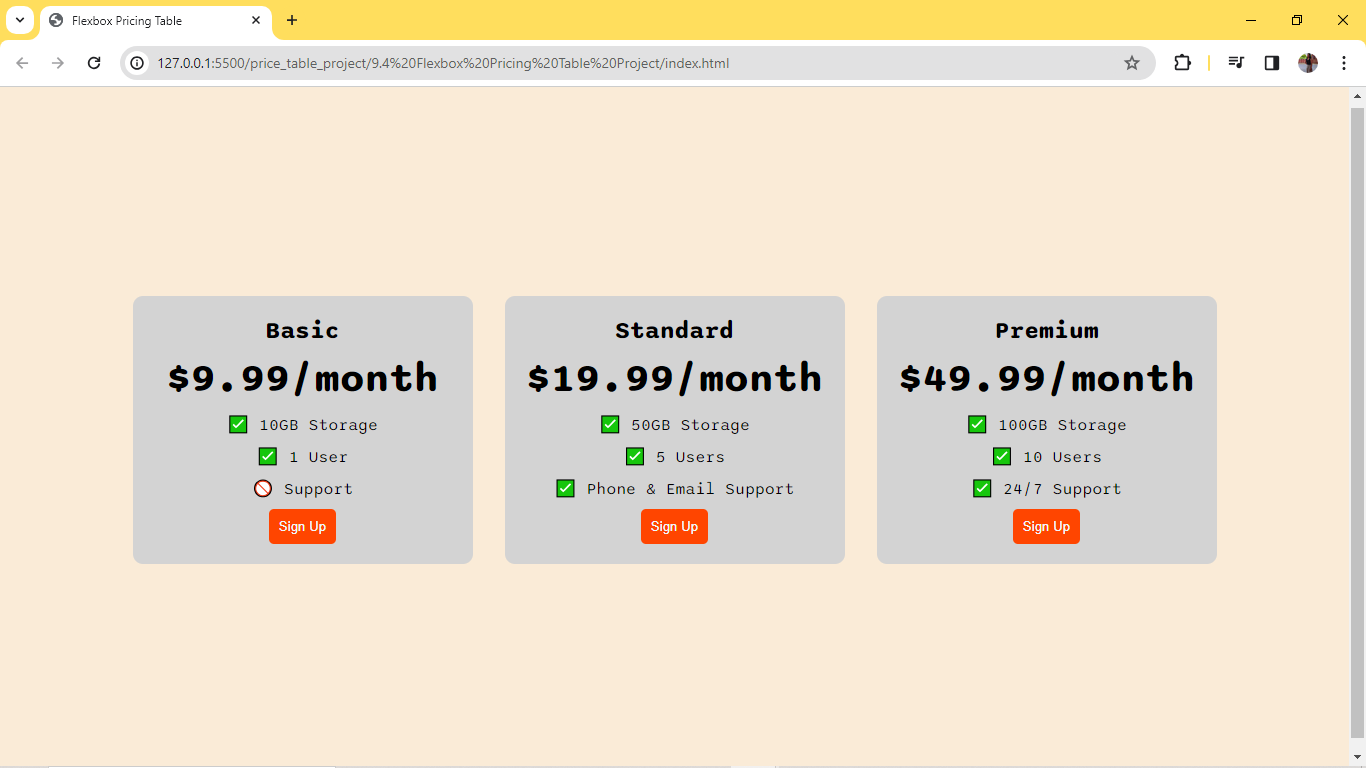 Flexbox Pricing Table
127.0.0.1:5500/price_table_project/9.4%20Flexbox%20Pricing%20Table%20Project/index.html
Basic
$9.99/month
✅ 10GB Storage
✅ 1 User
🚫 Support
Sign Up
Standard
$19.99/month
✅ 50GB Storage
✅ 5 Users
✅ Phone & Email Support
Sign Up
Premium
$49.99/month
✅ 100GB Storage
✅ 10 Users
✅ 24/7 Support
Sign Up